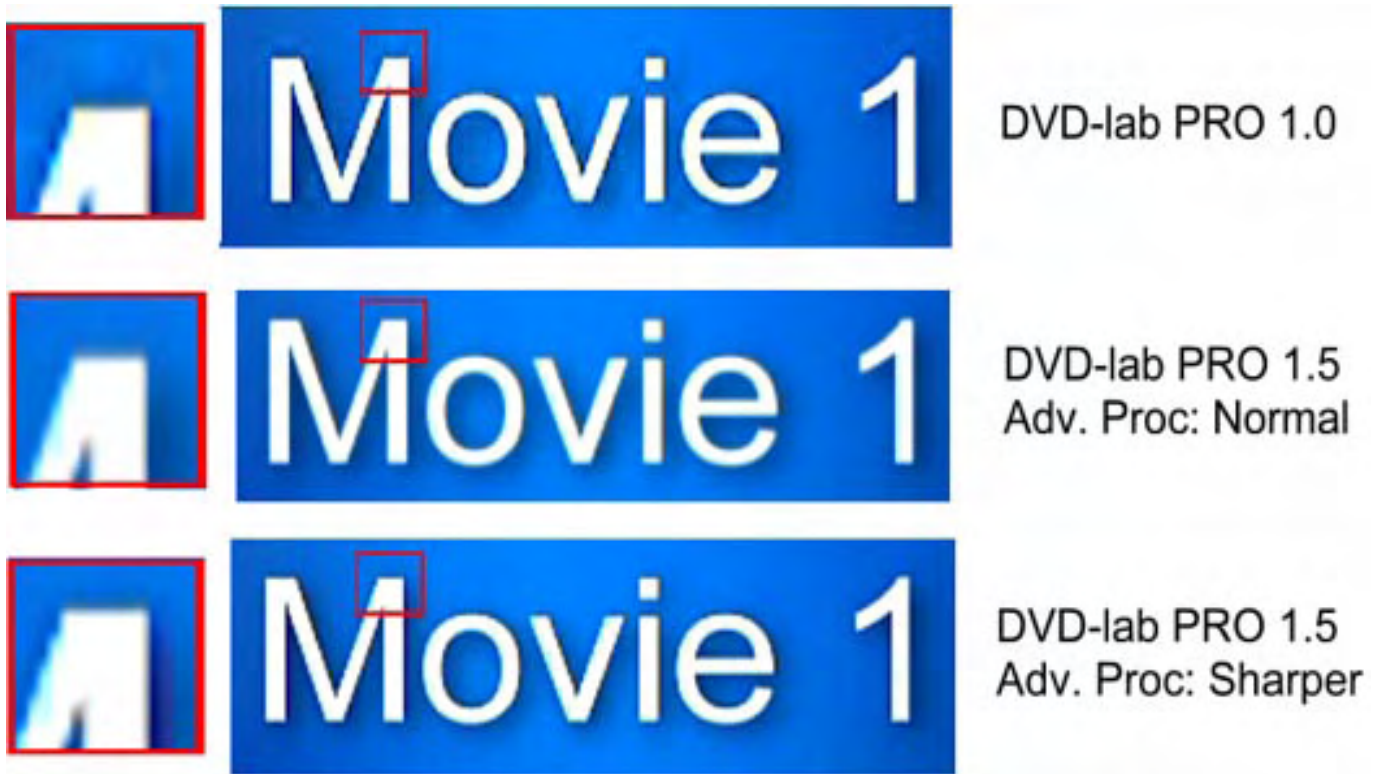 Movie 1
DVD-lab PRO 1.0
Movie 1
DVD-lab PRO 1.5
Adv. Proc: Normal
Movie 1
DVD-lab PRO 1.5
Adv. Proc: Sharper